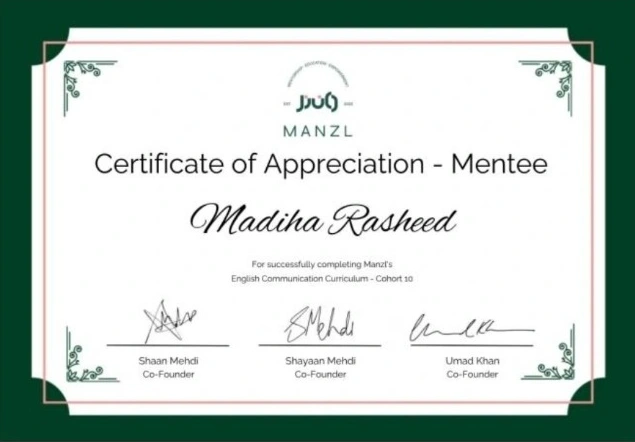 MANZL
Certificate of Appreciation - Mentee
Madiha Rasheed
For successfully completing Manzl's
English Communication Curriculum - Cohort 10
SMehdi
Shaan Mehdi
Shayaan Mehdi
Umad Khan
Co-Founder
Co-Founder
Co-Founder